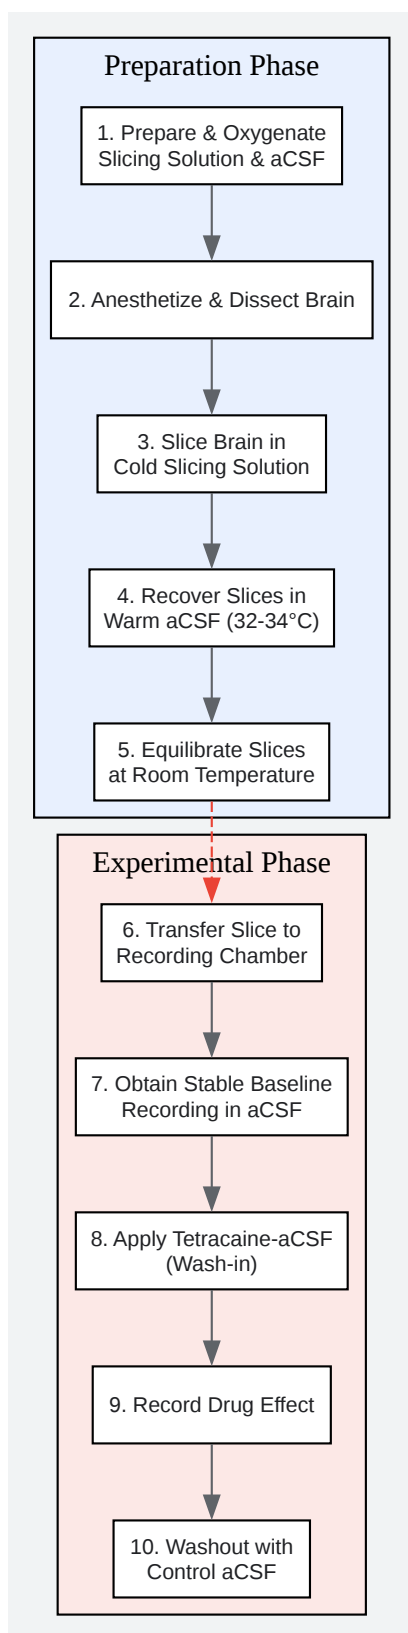 Preparation Phase
1. Prepare & Oxygenate
Slicing Solution & aCSF
2. Anesthetize & Dissect Brain
3. Slice Brain in
Cold Slicing Solution
4. Recover Slices in
Warm aCSF (32-34°C)
5. Equilibrate Slices
at Room Temperature
Experimental Phase
6. Transfer Slice to
Recording Chamber
7. Obtain Stable Baseline
Recording in aCSF
8. Apply Tetracaine-aCSF
(Wash-in)
9. Record Drug Effect
10. Washout with
Control aCSF